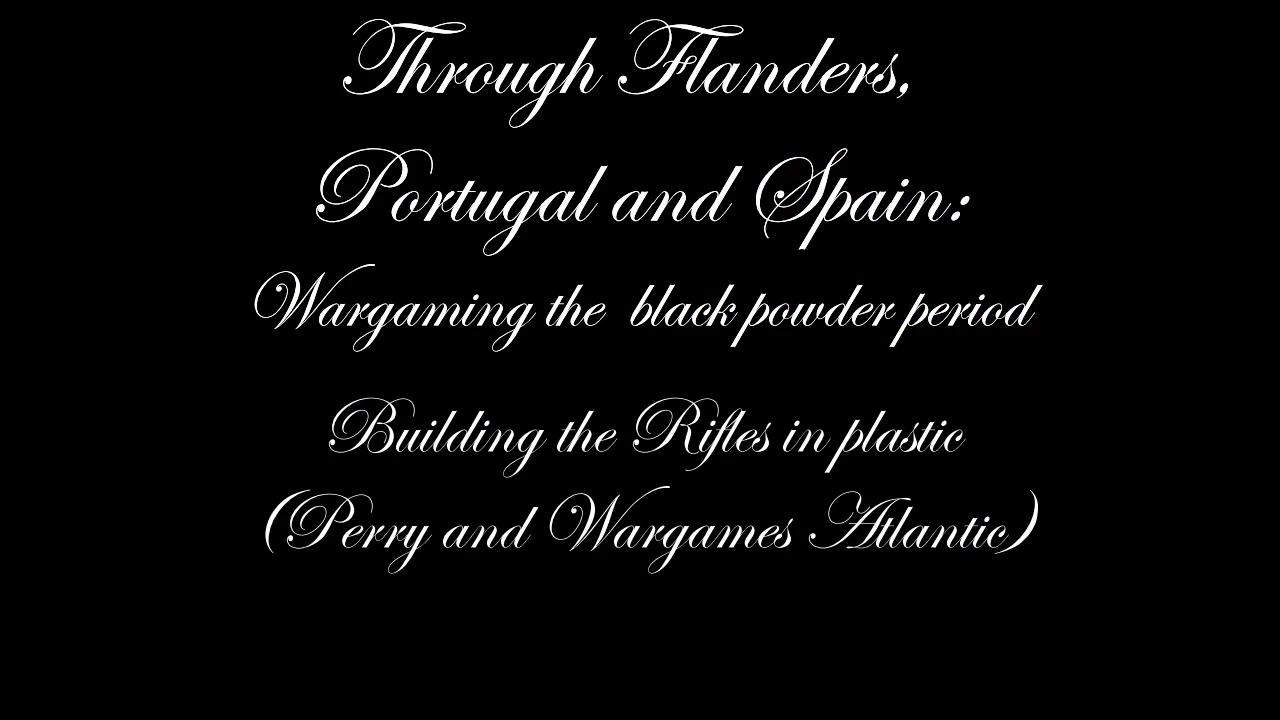 Through Flanders,
Portugal and Spain:
Wargaming the black powder period
Building the Rifles in plastic
(Perry and Wargames Atlantic)